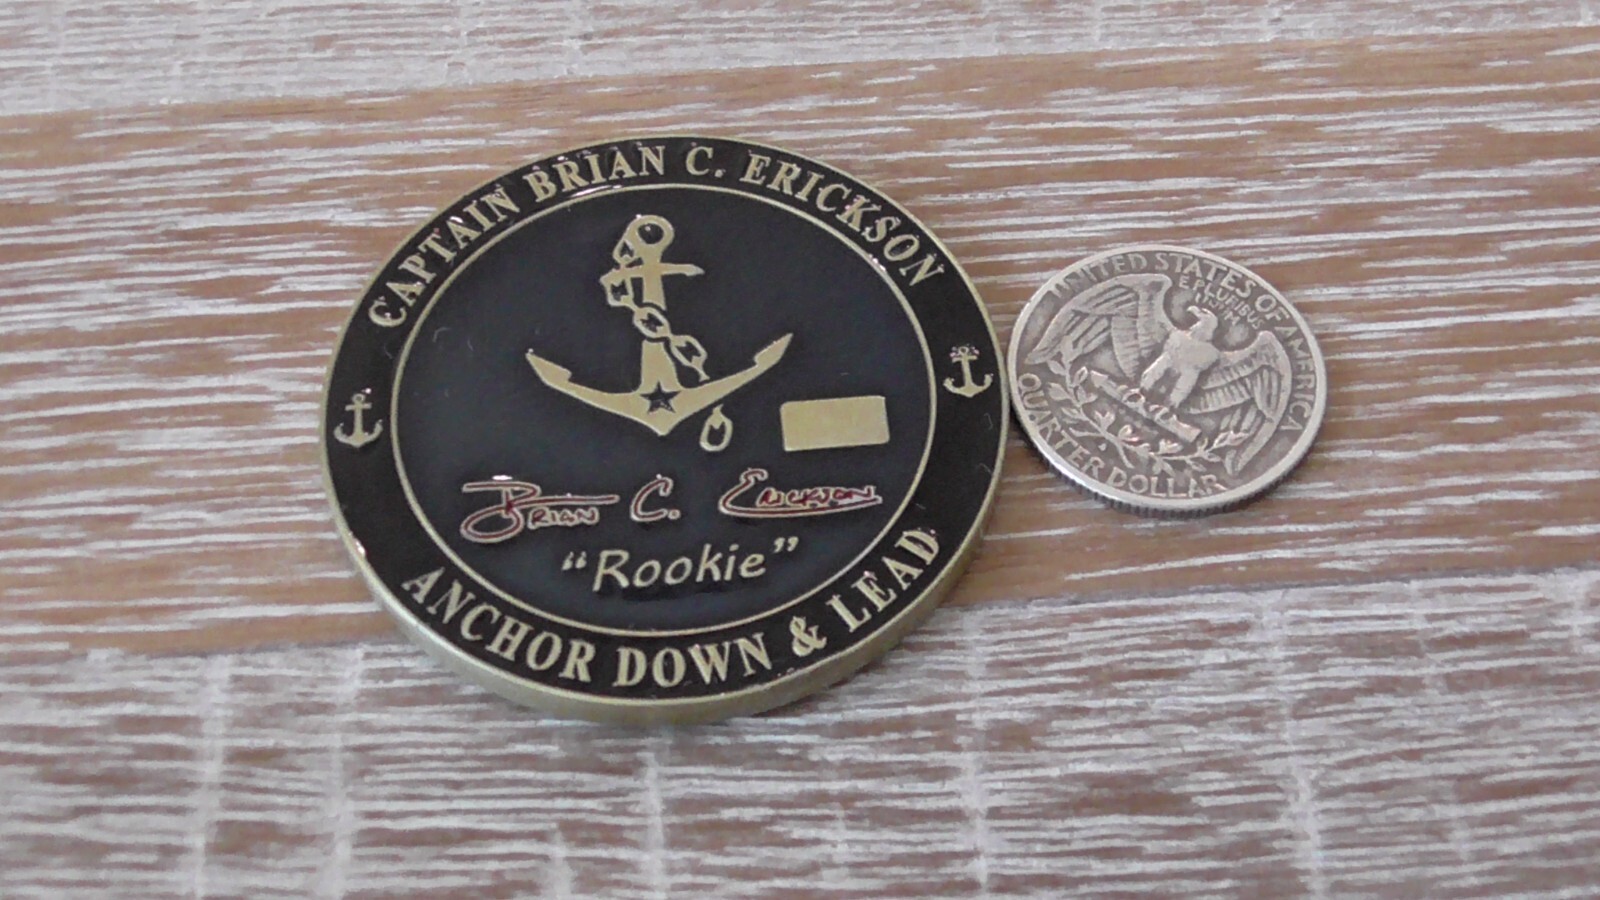 CAPTAIN BRIAN C. ERICKSON
BRIAN C. ERICKSON
“Rookie”
ANCHOR DOWN & LEAD
UNITED STATES OF AMERICA
E PLURIBUS
UNUM
QUARTER DOLLAR